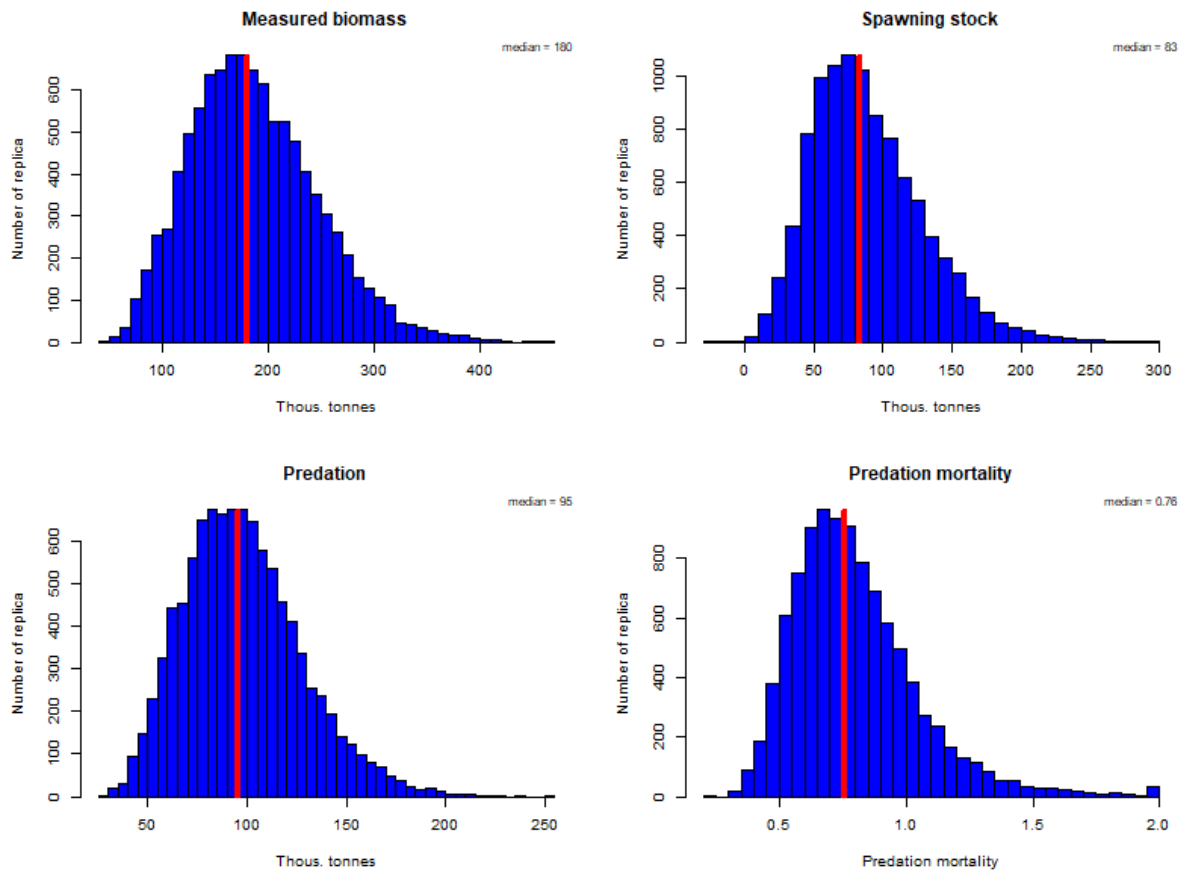 Measured biomass
median = 180
Number of replica
0 100 200 300 400 500 600
100 200 300 400
Thous. tonnes
Spawning stock
median = 83
Number of replica
0 200 400 600 800 1000
0 50 100 150 200 250 300
Thous. tonnes
Predation
median = 95
Number of replica
0 100 200 300 400 500 600
50 100 150 200 250
Thous. tonnes
Predation mortality
median = 0.76
Number of replica
0 200 400 600 800
0.5 1.0 1.5 2.0
Predation mortality